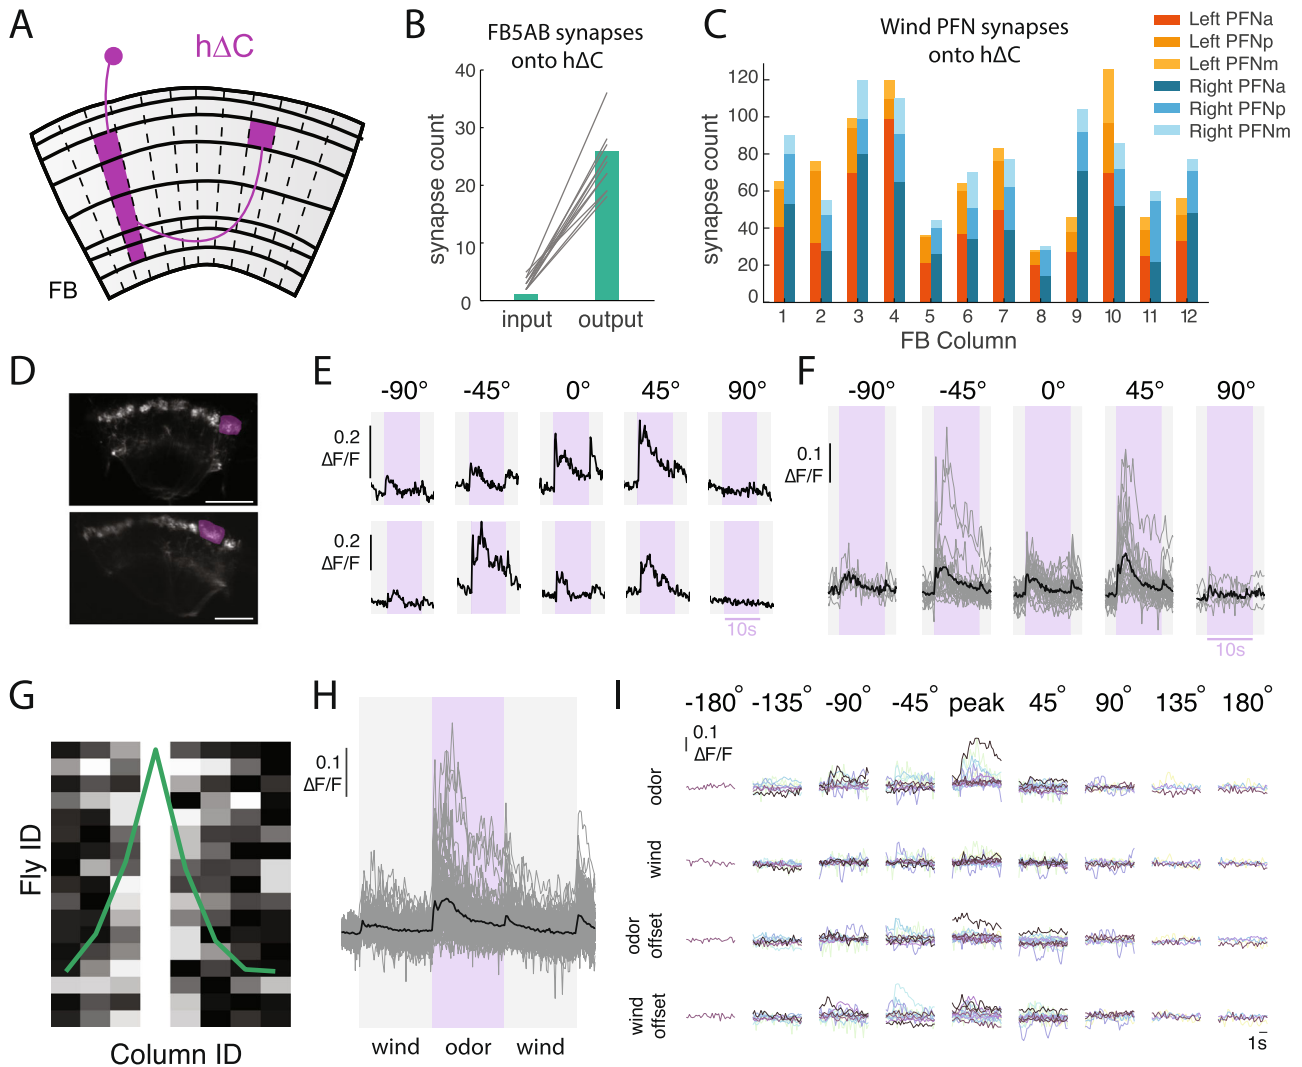 A
hΔC
FB
B
FB5AB synapses
onto hΔC
synapse count
40
30
20
10
0
input
output
C
Wind PFN synapses
onto hΔC
Left PFNa
Left PFNp
Left PFNm
Right PFNa
Right PFNp
Right PFNm
synapse count
120
100
80
60
40
20
0
1 2 3 4 5 6 7 8 9 10 11 12
FB Column
D
E
-90° -45° 0° 45° 90°
0.2
ΔF/F
0.2
ΔF/F
10s
F
-90° -45° 0° 45° 90°
0.1
ΔF/F
10s
G
Fly ID
Column ID
H
0.1
ΔF/F
wind odor wind
I
-180° -135° -90° -45° peak 45° 90° 135° 180°
0.1
ΔF/F
odor
wind
odor
offset
wind
offset
1s